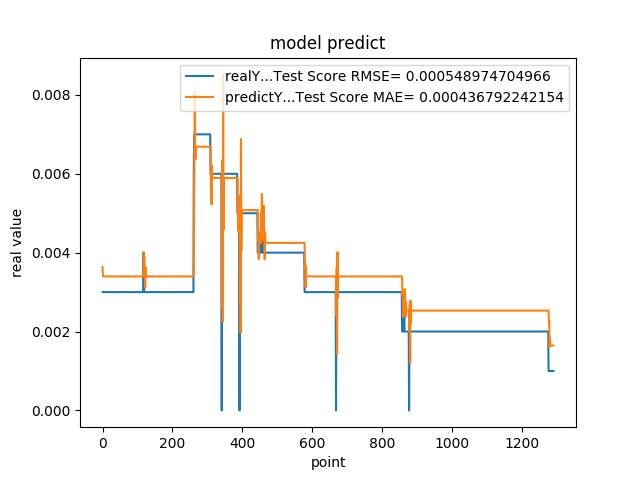 model predict
realY...Test Score RMSE= 0.000548974704966
predictY...Test Score MAE= 0.000436792242154
real value
0.008
0.006
0.004
0.002
0.000
0 200 400 600 800 1000 1200
point